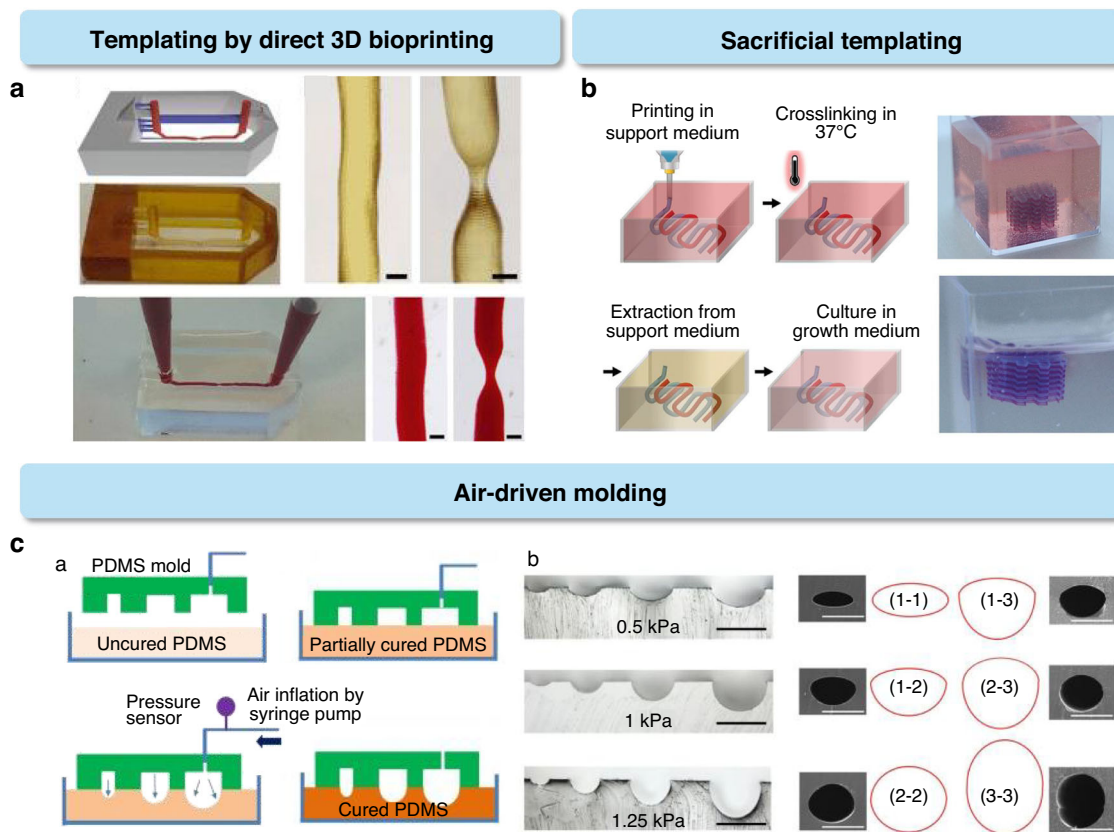 Templating by direct 3D bioprinting
Sacrificial templating
a
b
Printing in
support medium
Crosslinking in
37°C
Extraction from
support medium
Culture in
growth medium
Air-driven molding
c
a
PDMS mold
Uncured PDMS
Partially cured PDMS
Pressure
sensor
Air inflation by
syringe pump
Cured PDMS
b
0.5 kPa
1 kPa
1.25 kPa
(1-1)
(1-3)
(1-2)
(2-3)
(2-2)
(3-3)